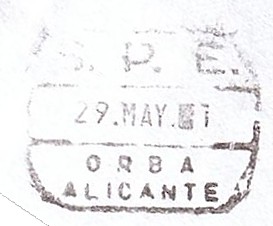 S. P. E.
29.MAY.
ORBA
ALICANTE